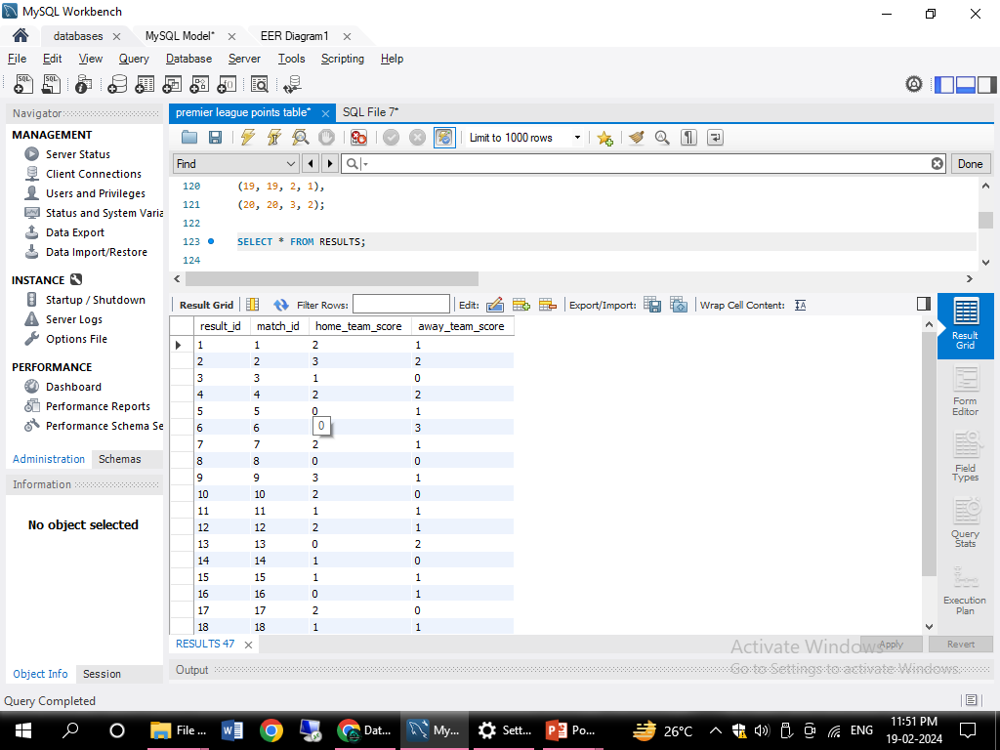 MySQL Workbench
databases
MySQL Model*
EER Diagram1
File Edit View Query Database Server Tools Scripting Help
Navigator
MANAGEMENT
Server Status
Client Connections
Users and Privileges
Status and System Varia
Data Export
Data Import/Restore
INSTANCE
Startup / Shutdown
Server Logs
Options File
PERFORMANCE
Dashboard
Performance Reports
Performance Schema Se
Administration Schemas
Information
No object selected
Object Info Session
premier league points table*
SQL File 7*
Limit to 1000 rows
Find
Done
120 (19, 19, 2, 1),
121 (20, 20, 3, 2);
122
123 SELECT * FROM RESULTS;
124
Result Grid Filter Rows: Edit: Export/Import: Wrap Cell Content:
result_id match_id home_team_score away_team_score
1 1 2 1
2 2 3 2
3 3 1 0
4 4 2 2
5 5 0 1
6 6 3
0
7 7 2 1
8 8 0 0
9 9 3 1
10 10 2 0
11 11 1 1
12 12 2 1
13 13 0 2
14 14 1 0
15 15 1 1
16 16 0 1
17 17 2 0
18 18 1 1
Result
Grid
Form
Editor
Field
Types
Query
Stats
Execution
Plan
RESULTS 47
Apply
Revert
Output
Activate Windows
Go to Settings to activate Windows.
Query Completed
File ...
Dat...
My...
Sett...
Po...
26°C
ENG
11:51 PM
19-02-2024